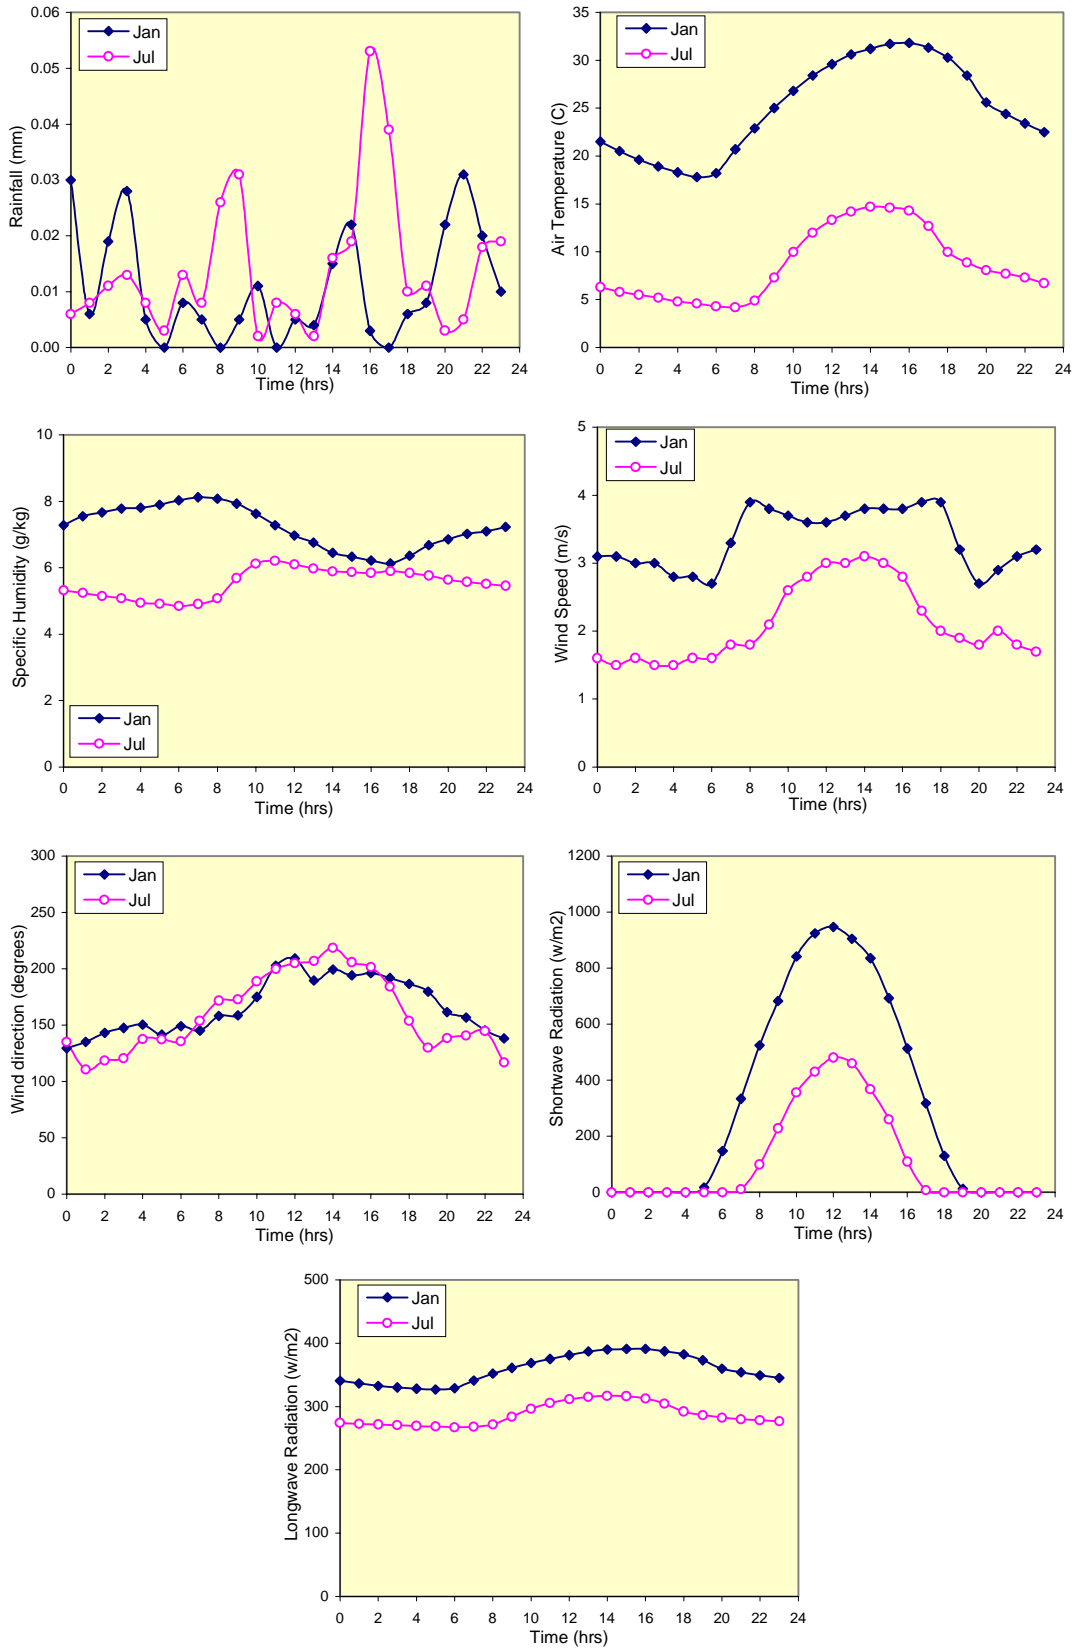 Rainfall (mm)
0.06
0.05
0.04
0.03
0.02
0.01
0.00
Jan
Jul
0 2 4 6 8 10 12 14 16 18 20 22 24
Time (hrs)
Air Temperature (C)
35
30
25
20
15
10
5
0
Jan
Jul
0 2 4 6 8 10 12 14 16 18 20 22 24
Time (hrs)
Specific Humidity (g/kg)
10
8
6
4
2
0
Jan
Jul
0 2 4 6 8 10 12 14 16 18 20 22 24
Time (hrs)
Wind Speed (m/s)
5
4
3
2
1
0
Jan
Jul
0 2 4 6 8 10 12 14 16 18 20 22 24
Time (hrs)
Wind direction (degrees)
300
250
200
150
100
50
0
Jan
Jul
0 2 4 6 8 10 12 14 16 18 20 22 24
Time (hrs)
Shortwave Radiation (w/m2)
1200
1000
800
600
400
200
0
Jan
Jul
0 2 4 6 8 10 12 14 16 18 20 22 24
Time (hrs)
Longwave Radiation (w/m2)
500
400
300
200
100
0
Jan
Jul
0 2 4 6 8 10 12 14 16 18 20 22 24
Time (hrs)